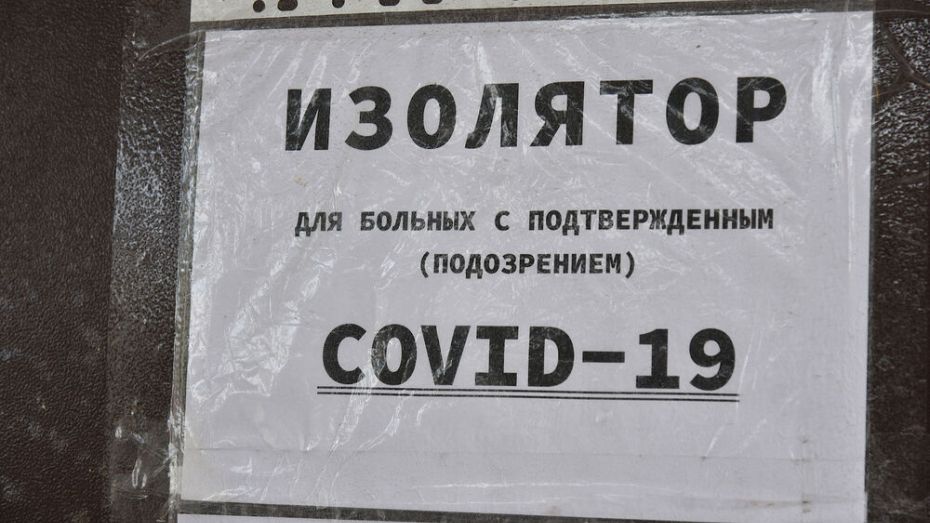 ИЗОЛЯТОР
ДЛЯ БОЛЬНЫХ С ПОДТВЕРЖДЕННЫМ
(ПОДОЗРЕНИЕМ)
COVID-19